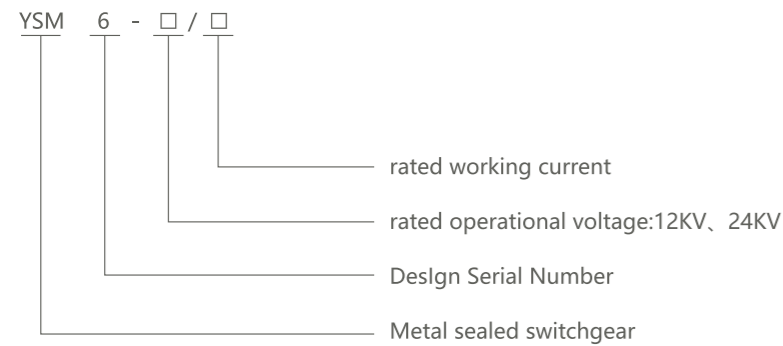 YSM 6 - □ / □
rated working current
rated operational voltage:12KV、24KV
DesIgn Serial Number
Metal sealed switchgear